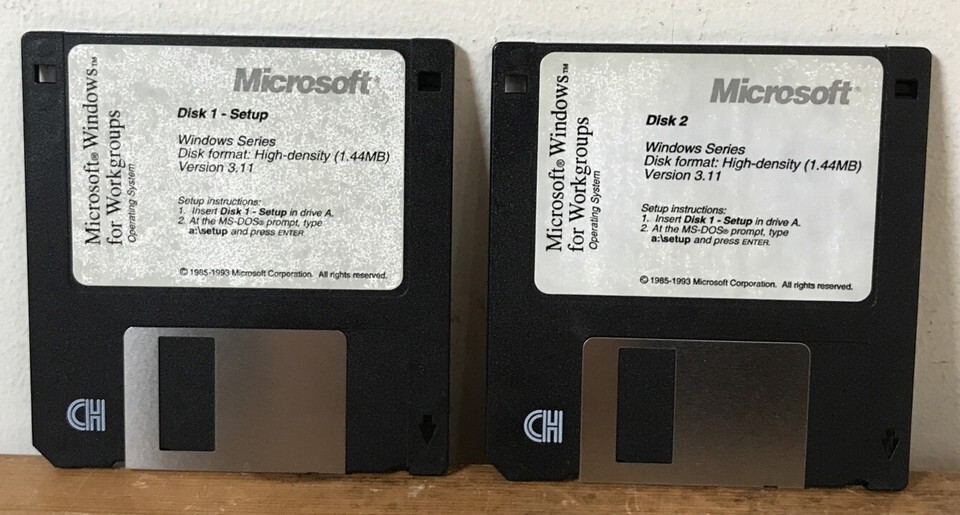 Microsoft® Windows™
for Workgroups
Operating System
Microsoft®
Disk 1 - Setup
Windows Series
Disk format: High-density (1.44MB)
Version 3.11
Setup instructions:
1. Insert Disk 1 - Setup in drive A.
2. At the MS-DOS® prompt, type
a:\setup and press ENTER.
© 1985-1993 Microsoft Corporation. All rights reserved.
CH
Microsoft® Windows™
for Workgroups
Operating System
Microsoft®
Disk 2
Windows Series
Disk format: High-density (1.44MB)
Version 3.11
Setup instructions:
1. Insert Disk 1 - Setup in drive A.
2. At the MS-DOS® prompt, type
a:\setup and press ENTER.
© 1985-1993 Microsoft Corporation. All rights reserved.
CH